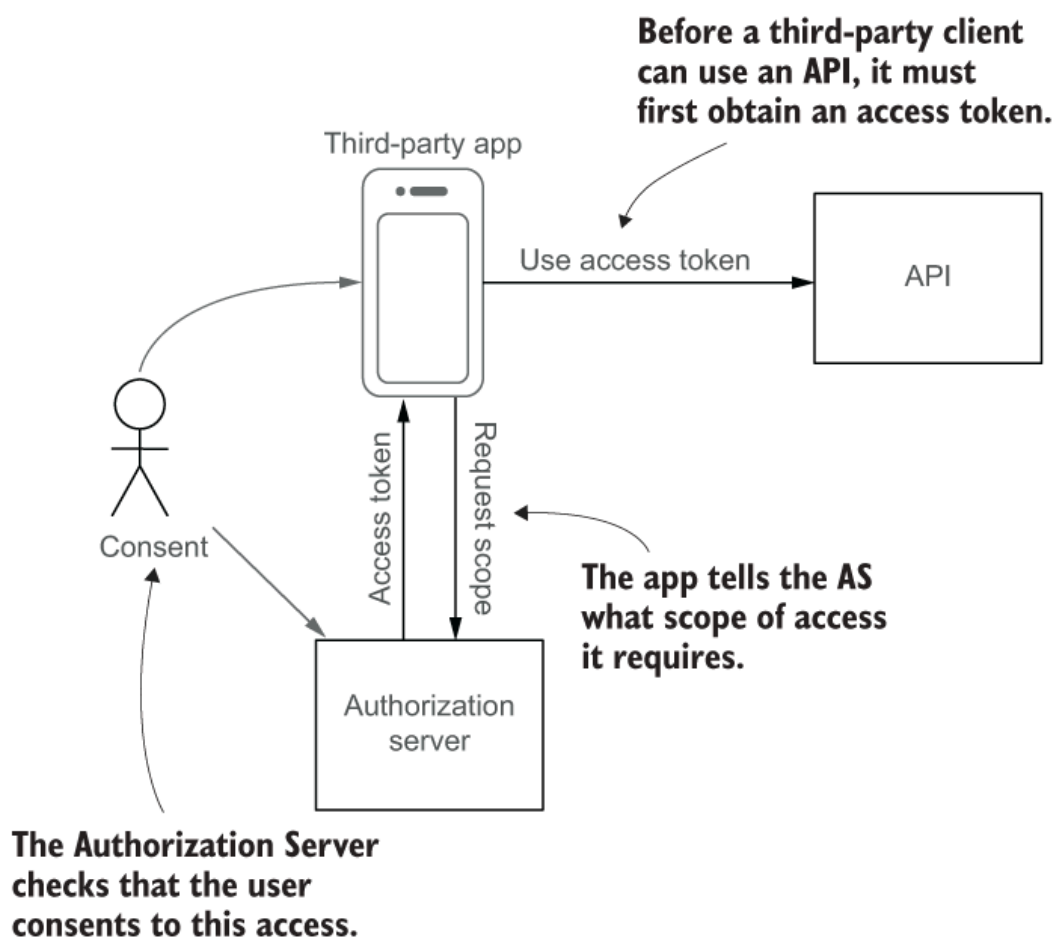 Before a third-party client
can use an API, it must
first obtain an access token.
Third-party app
Use access token
API
Access token
Request scope
Consent
The app tells the AS
what scope of access
it requires.
Authorization
server
The Authorization Server
checks that the user
consents to this access.